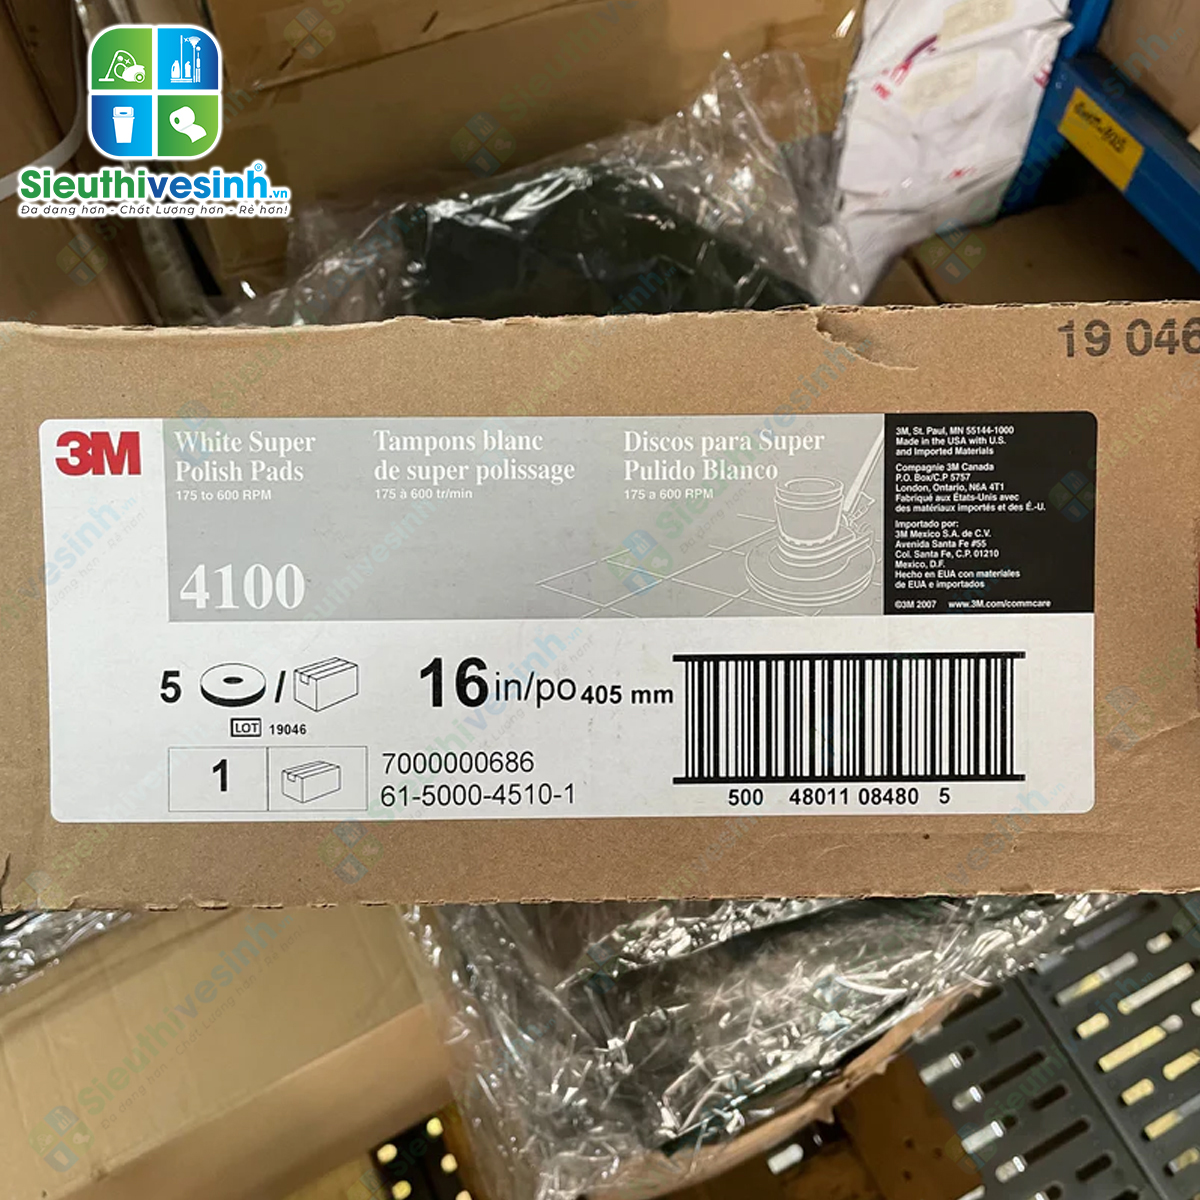 Sieuthivesinh®.vn
Đa dạng hơn - Chất Lượng hơn - Rẻ hơn!
19 046
3M
White Super
Polish Pads
175 to 600 RPM
Tampons blanc
de super polissage
175 à 600 tr/min
Discos para Super
Pulido Blanco
175 a 600 RPM
4100
3M, St. Paul, MN 55144-1000
Made in the USA with U.S.
and Imported Materials
Compagnie 3M Canada
P.O. Box/C.P 5757
London, Ontario, N6A 4T1
Fabriqué aux États-Unis avec
des matériaux importés et des É.-U.
Importado por:
3M Mexico S.A. de C.V.
Avenida Santa Fe #55
Col. Santa Fe, C.P. 01210
Mexico, D.F.
Hecho en EUA con materiales
de EUA e importados
©3M 2007 www.3M.com/commcare
5 /
16 in/po 405 mm
LOT 19046
1
7000000686
61-5000-4510-1
500 48011 08480 5